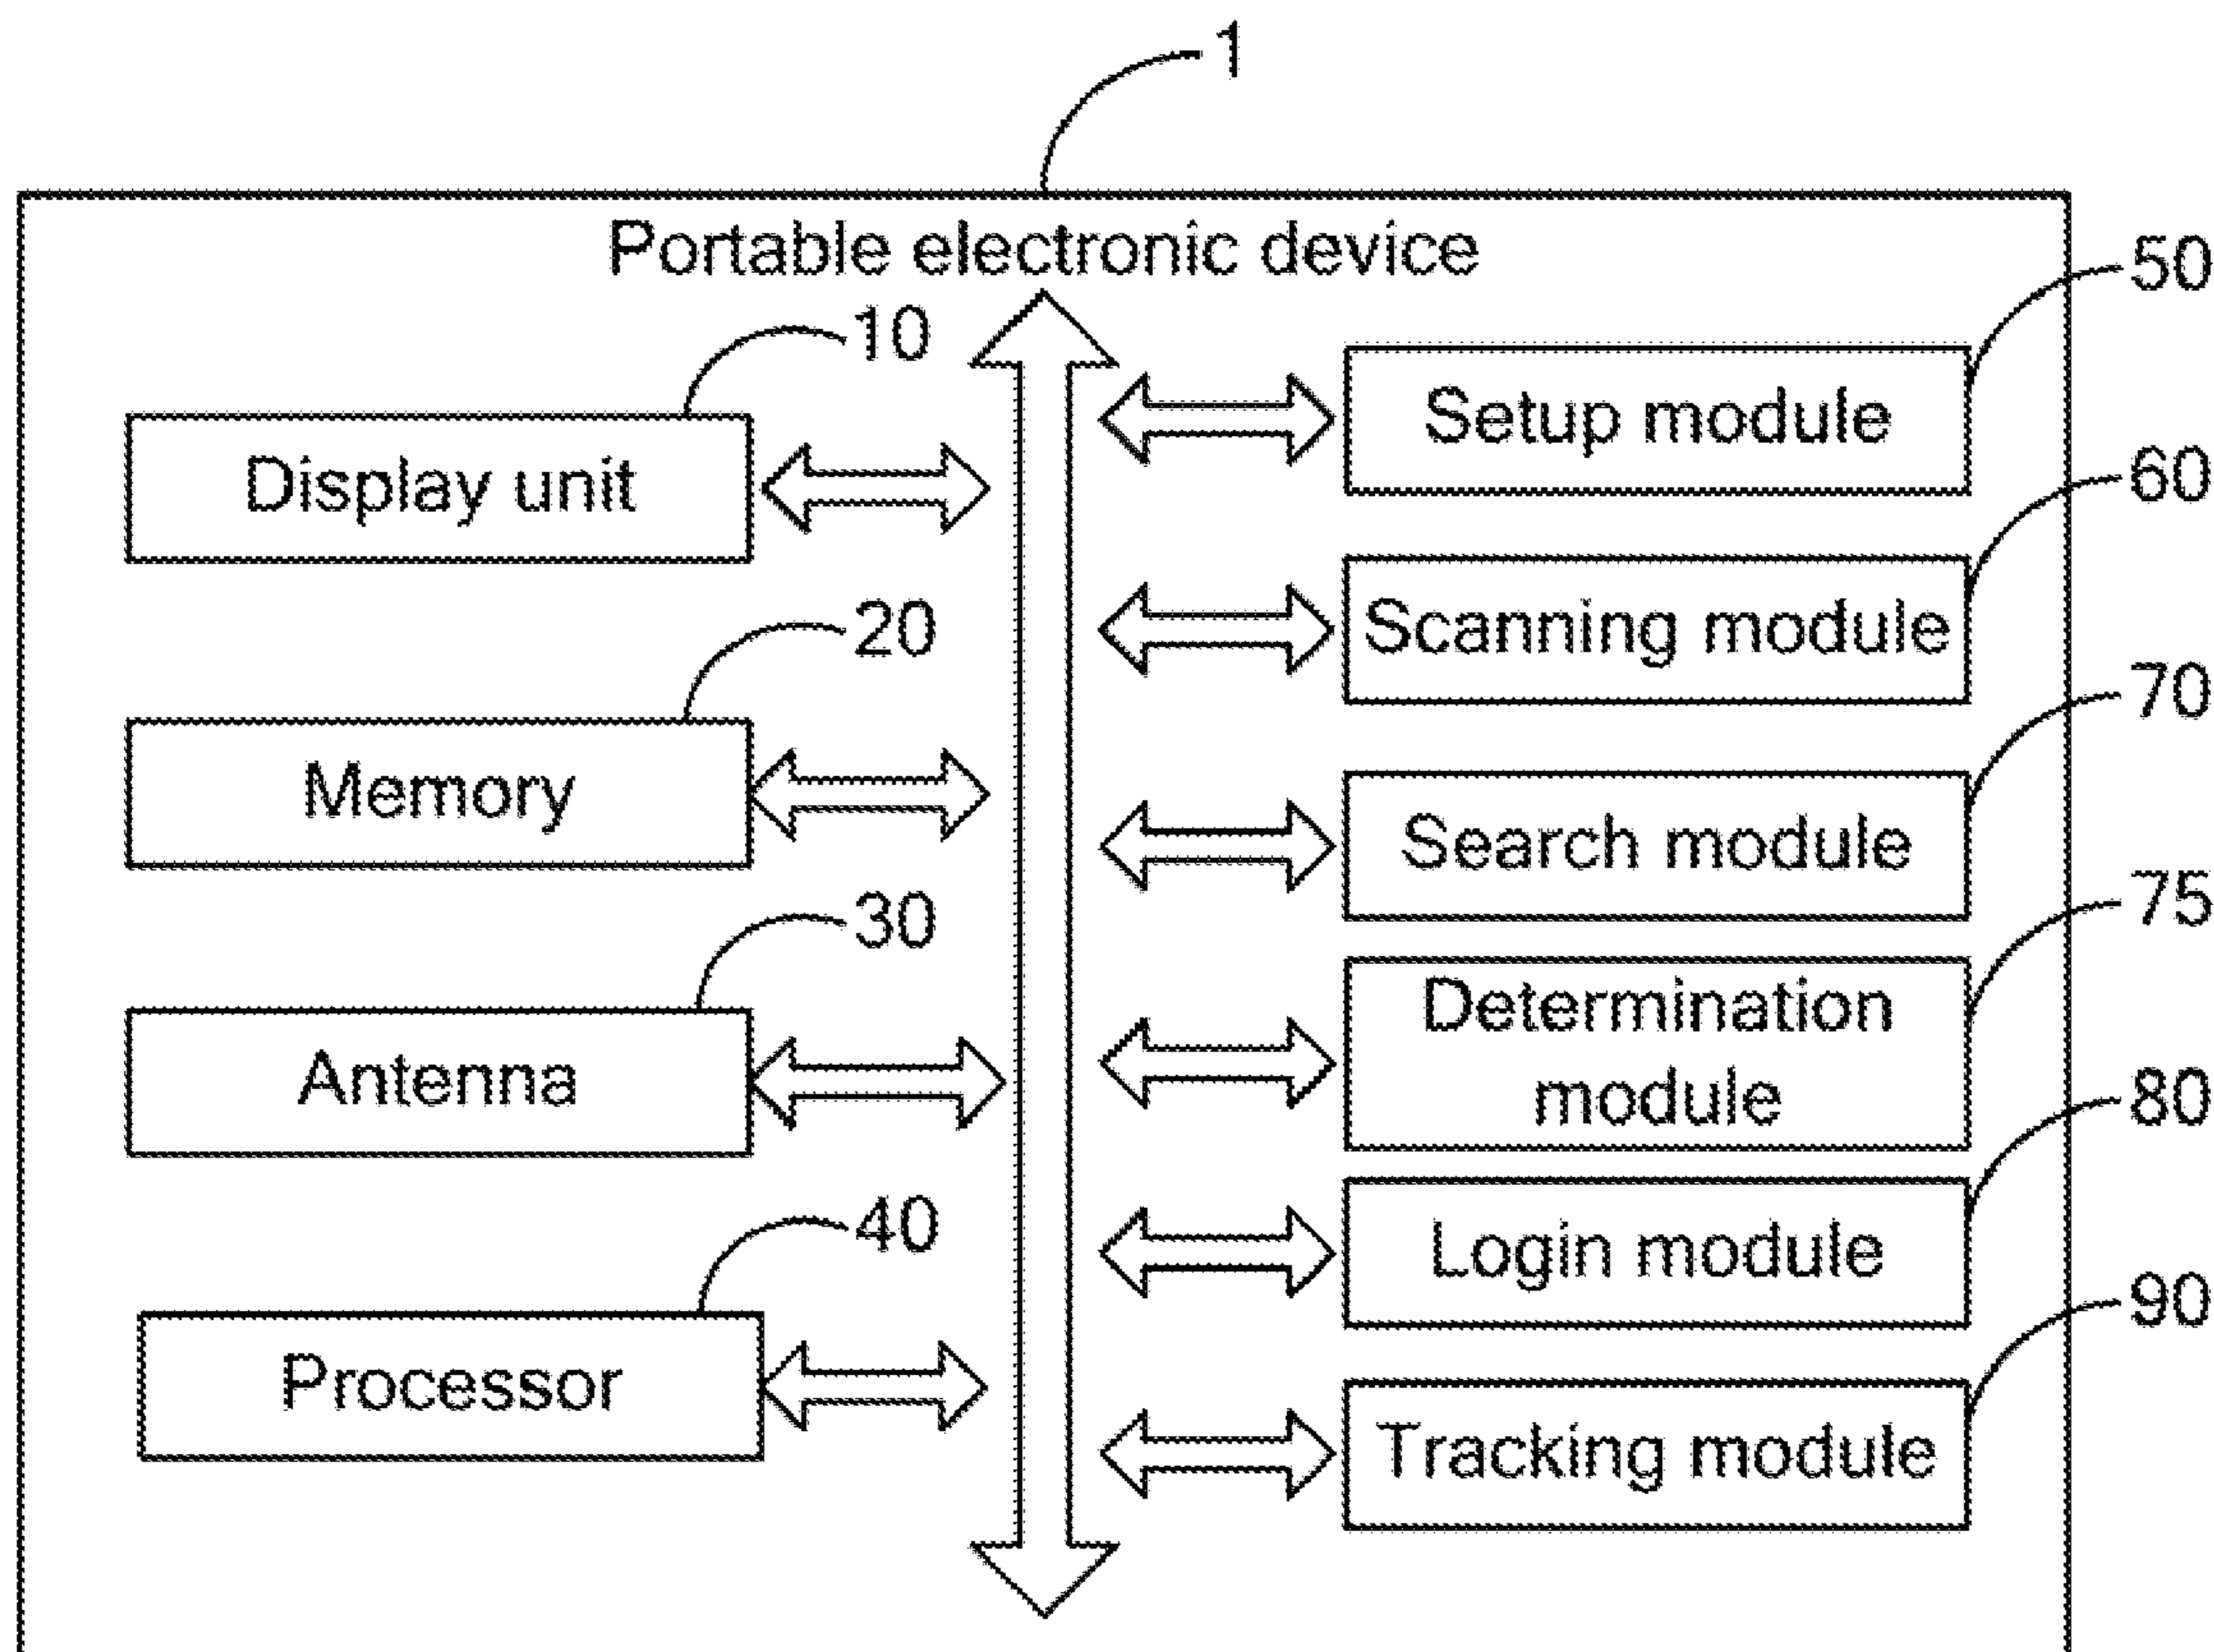 1
Portable electronic device
10
Display unit
20
Memory
30
Antenna
40
Processor
50
Setup module
60
Scanning module
70
Search module
75
Determination
module
80
Login module
90
Tracking module